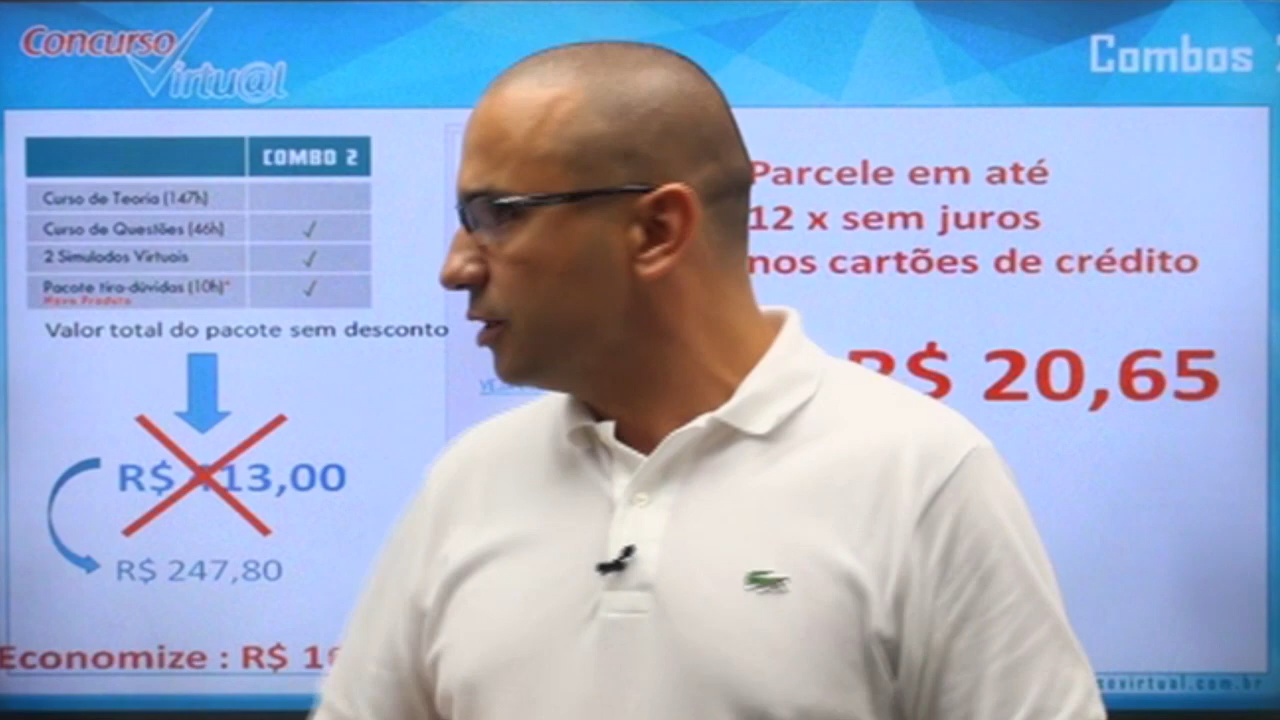 Concurso
Virtu@l
Combos
COMBO 2
Curso de Teoria (147h)
Curso de Questões (46h)
2 Simulados Virtuais
Pacote tira-dúvidas (10h)*
Novo Produto
Valor total do pacote sem desconto
R$ 13,00
R$ 247,80
Economize : R$
Parcele em até
12 x sem juros
nos cartões de crédito
R$ 20,65